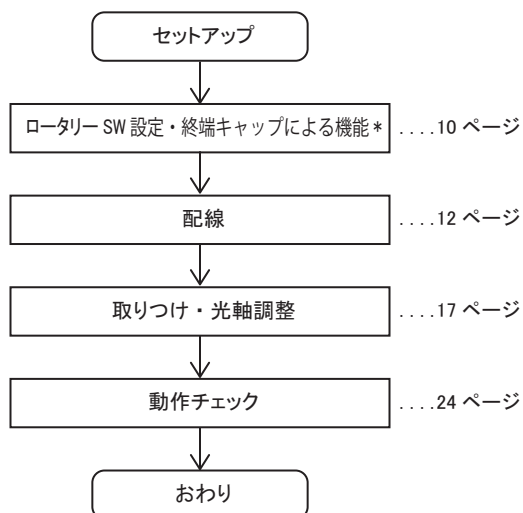 セットアップ
ロータリー SW 設定・終端キャップによる機能* ....10 ページ
配線 ....12 ページ
取りつけ・光軸調整 ....17 ページ
動作チェック ....24 ページ
おわり